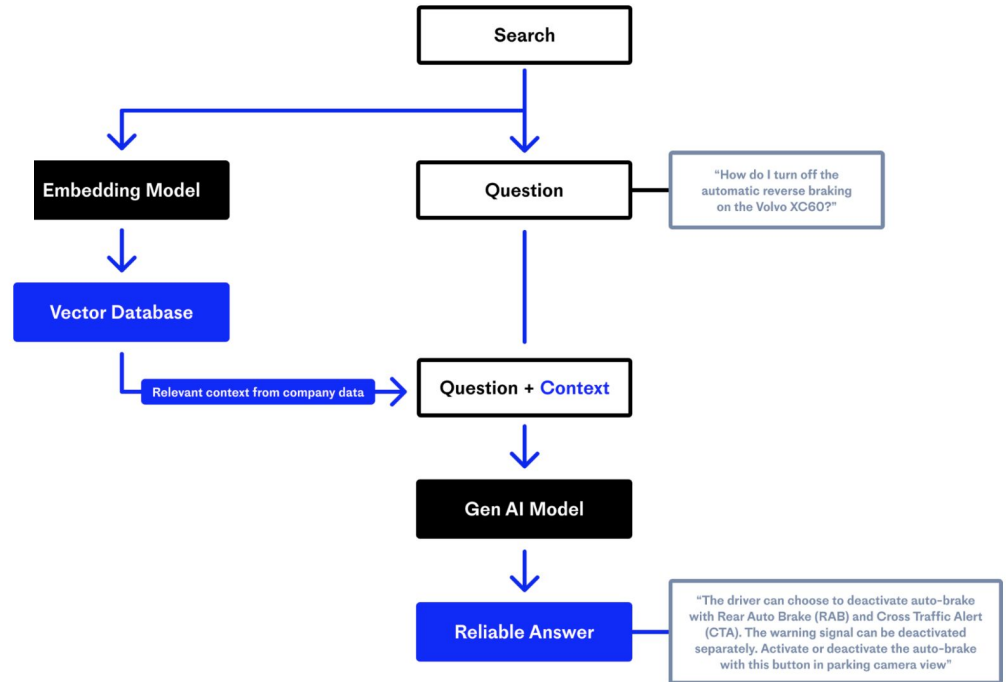 Search
Embedding Model
Question
“How do I turn off the
automatic reverse braking
on the Volvo XC60?”
Vector Database
Relevant context from company data
Question + Context
Gen AI Model
Reliable Answer
“The driver can choose to deactivate auto-brake
with Rear Auto Brake (RAB) and Cross Traffic Alert
(CTA). The warning signal can be deactivated
separately. Activate or deactivate the auto-brake
with this button in parking camera view”